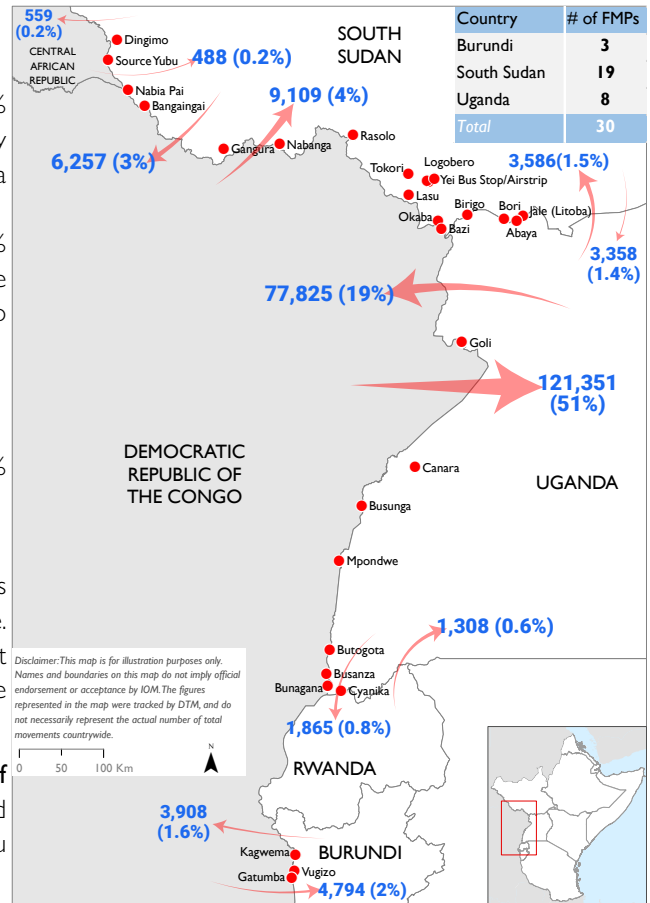 559
(0.2%)
CENTRAL
AFRICAN
REPUBLIC
Dingimo
Source Yubu
488 (0.2%)
SOUTH
SUDAN
Country # of FMPs
Burundi 3
South Sudan 19
Uganda 8
Total 30
%
y
a
%
e
o
%
s
e.
t
e
f
d
u
Nabia Pai
Bangaingai
9,109 (4%)
6,257 (3%)
Gangura
Nabanga
Rasolo
Tokori
Logobero
Yei Bus Stop/Airstrip
Lasu
3,586(1.5%)
Birigo
Bori
Jale (Litoba)
Okaba
Bazi
Abaya
3,358
(1.4%)
77,825 (19%)
Goli
121,351
(51%)
DEMOCRATIC
REPUBLIC OF
THE CONGO
Canara
UGANDA
Busunga
Mpondwe
1,308 (0.6%)
Butogota
Busanza
Bunagana
Cyanika
Disclaimer:This map is for illustration purposes only.
Names and boundaries on this map do not imply official
endorsement or acceptance by IOM. The figures
represented in the map were tracked by DTM, and do
not necessarily represent the actual number of total
movements countrywide.
0 50 100 Km
N
1,865 (0.8%)
RWANDA
3,908
(1.6%)
Kagwema
BURUNDI
Vugizo
Gatumba
4,794 (2%)